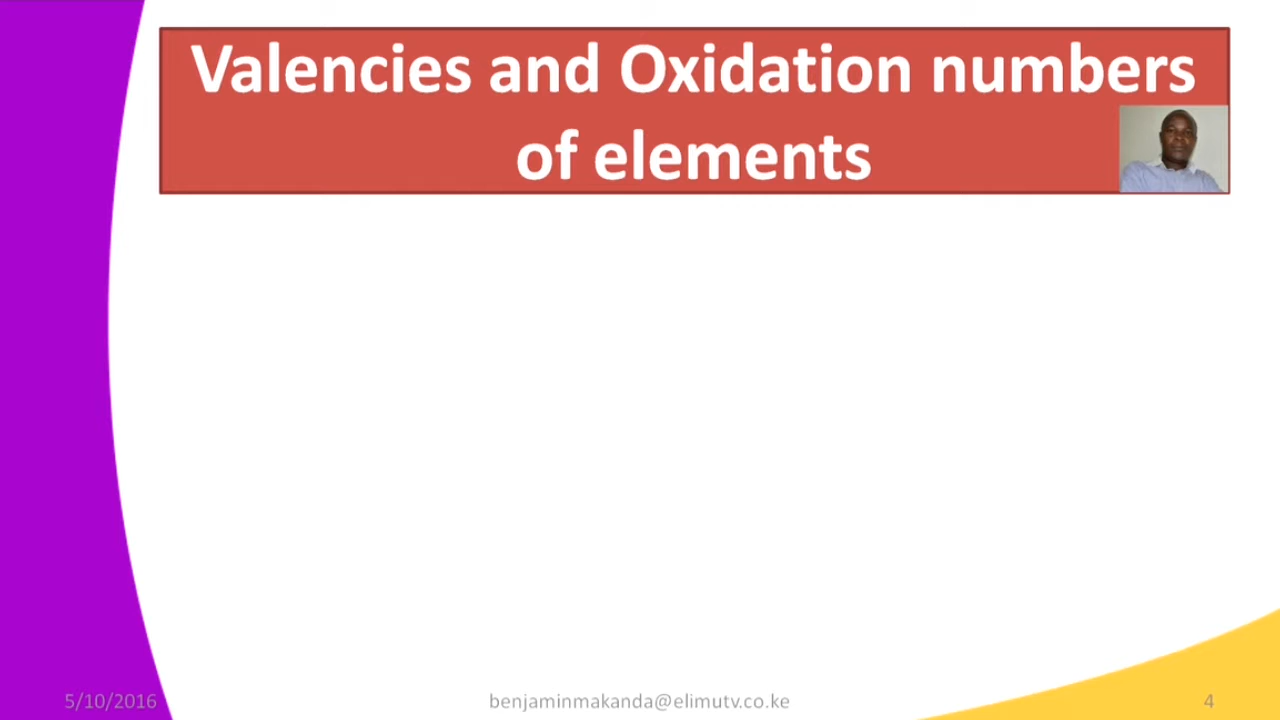 Valencies and Oxidation numbers
of elements
5/10/2016
benjaminmakanda@elimutv.co.ke
4